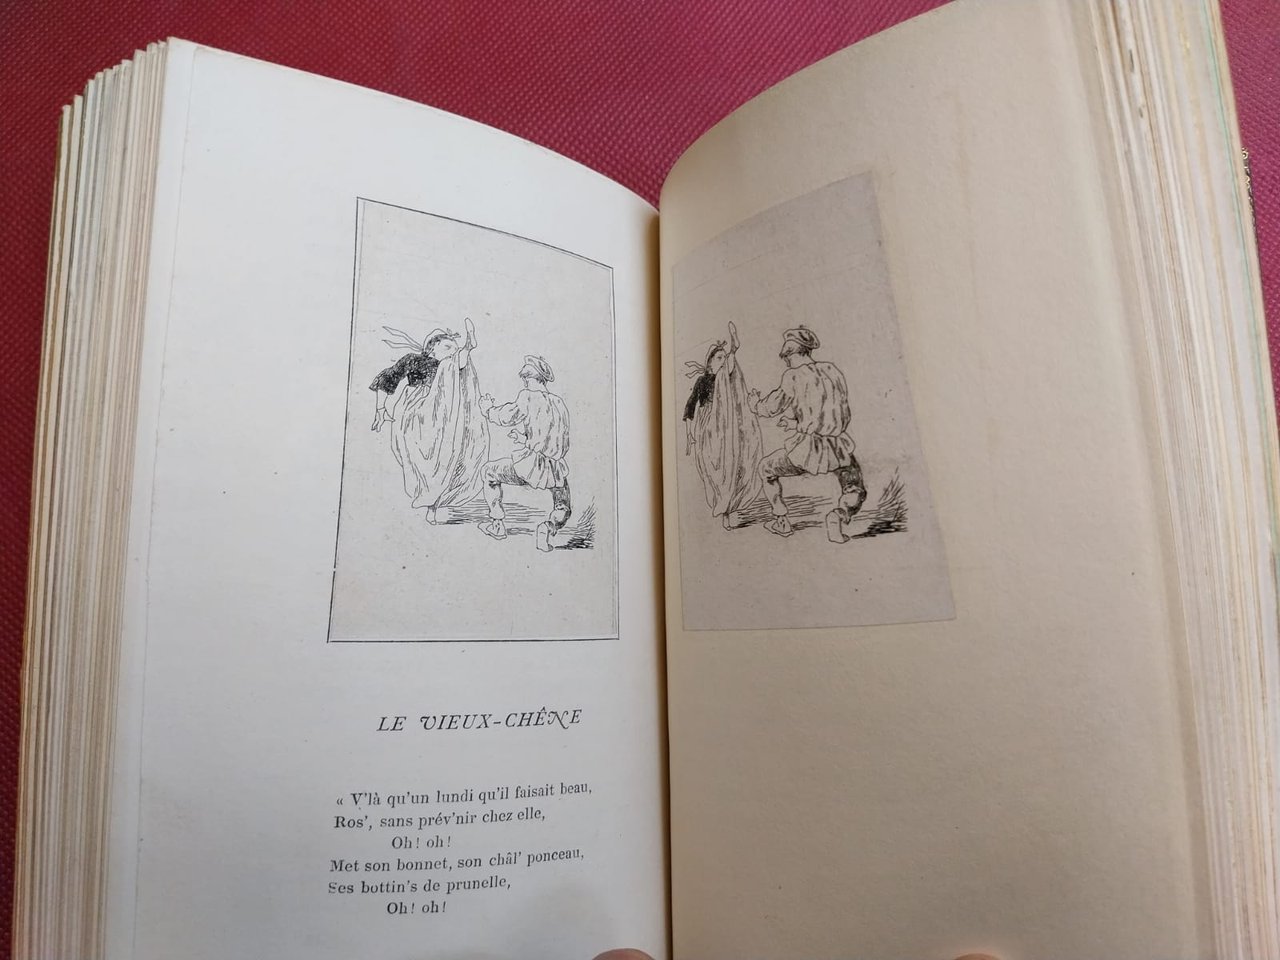 LE VIEUX-CHÊNE
« V'là qu'un lundi qu'il faisait beau,
Ros', sans prév'nir chez elle,
Oh! oh!
Met son bonnet, son châl' ponceau,
Ses bottin's de prunelle,
Oh! oh!